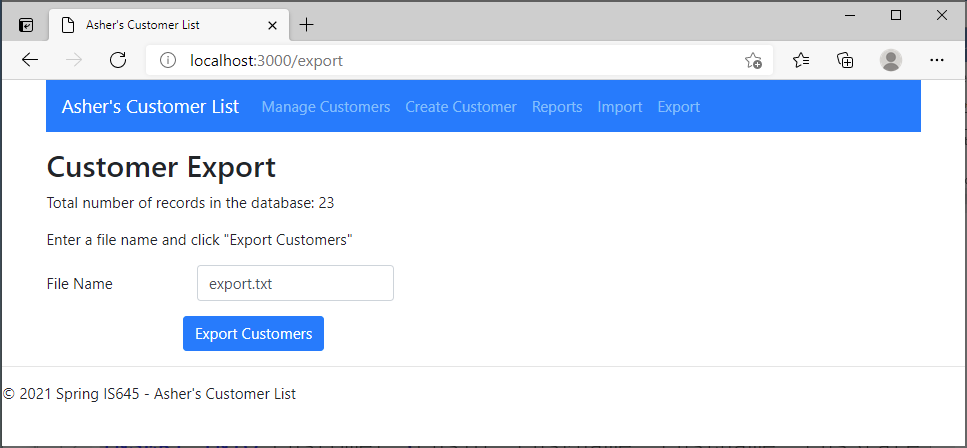 Asher's Customer List
localhost:3000/export
Asher's Customer List Manage Customers Create Customer Reports Import Export
Customer Export
Total number of records in the database: 23
Enter a file name and click "Export Customers"
File Name export.txt
Export Customers
© 2021 Spring IS645 - Asher's Customer List